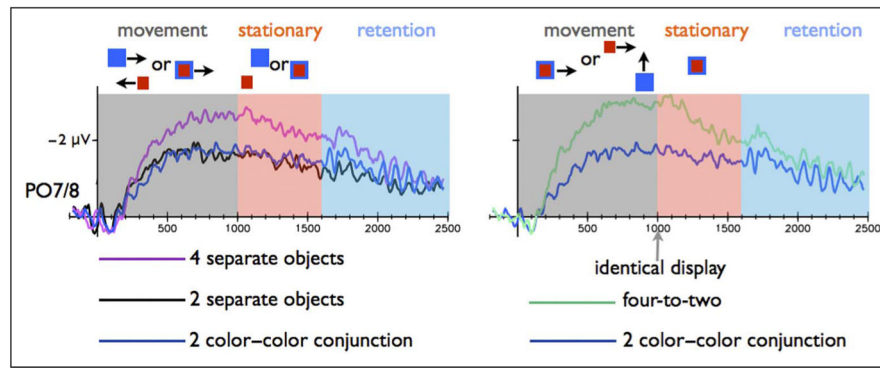 movement stationary retention
or or
-2 µV
PO7/8
500 1000 1500 2000 2500
4 separate objects
2 separate objects
2 color–color conjunction
movement stationary retention
or
500 1000 1500 2000 2500
identical display
four-to-two
2 color–color conjunction